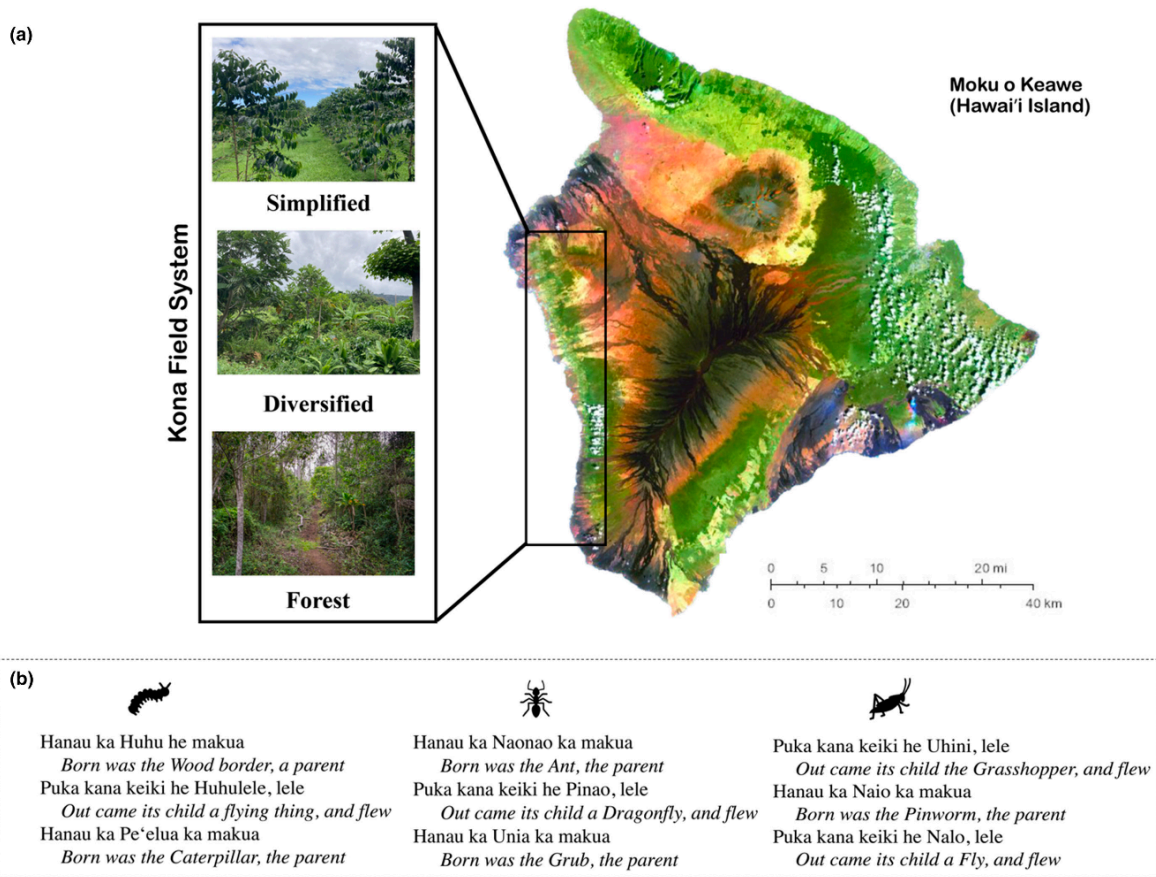 (a)
Kona Field System
Simplified
Diversified
Forest
Moku o Keawe
(Hawaiʻi Island)
0 5 10 20 mi
0 10 20 40 km
(b)
Hanau ka Huhu he makua
Born was the Wood border, a parent
Puka kana keiki he Huhulele, lele
Out came its child a flying thing, and flew
Hanau ka Peʻelua ka makua
Born was the Caterpillar, the parent
Hanau ka Naonao ka makua
Born was the Ant, the parent
Puka kana keiki he Pinao, lele
Out came its child a Dragonfly, and flew
Hanau ka Unia ka makua
Born was the Grub, the parent
Puka kana keiki he Uhini, lele
Out came its child the Grasshopper, and flew
Hanau ka Naio ka makua
Born was the Pinworm, the parent
Puka kana keiki he Nalo, lele
Out came its child a Fly, and flew